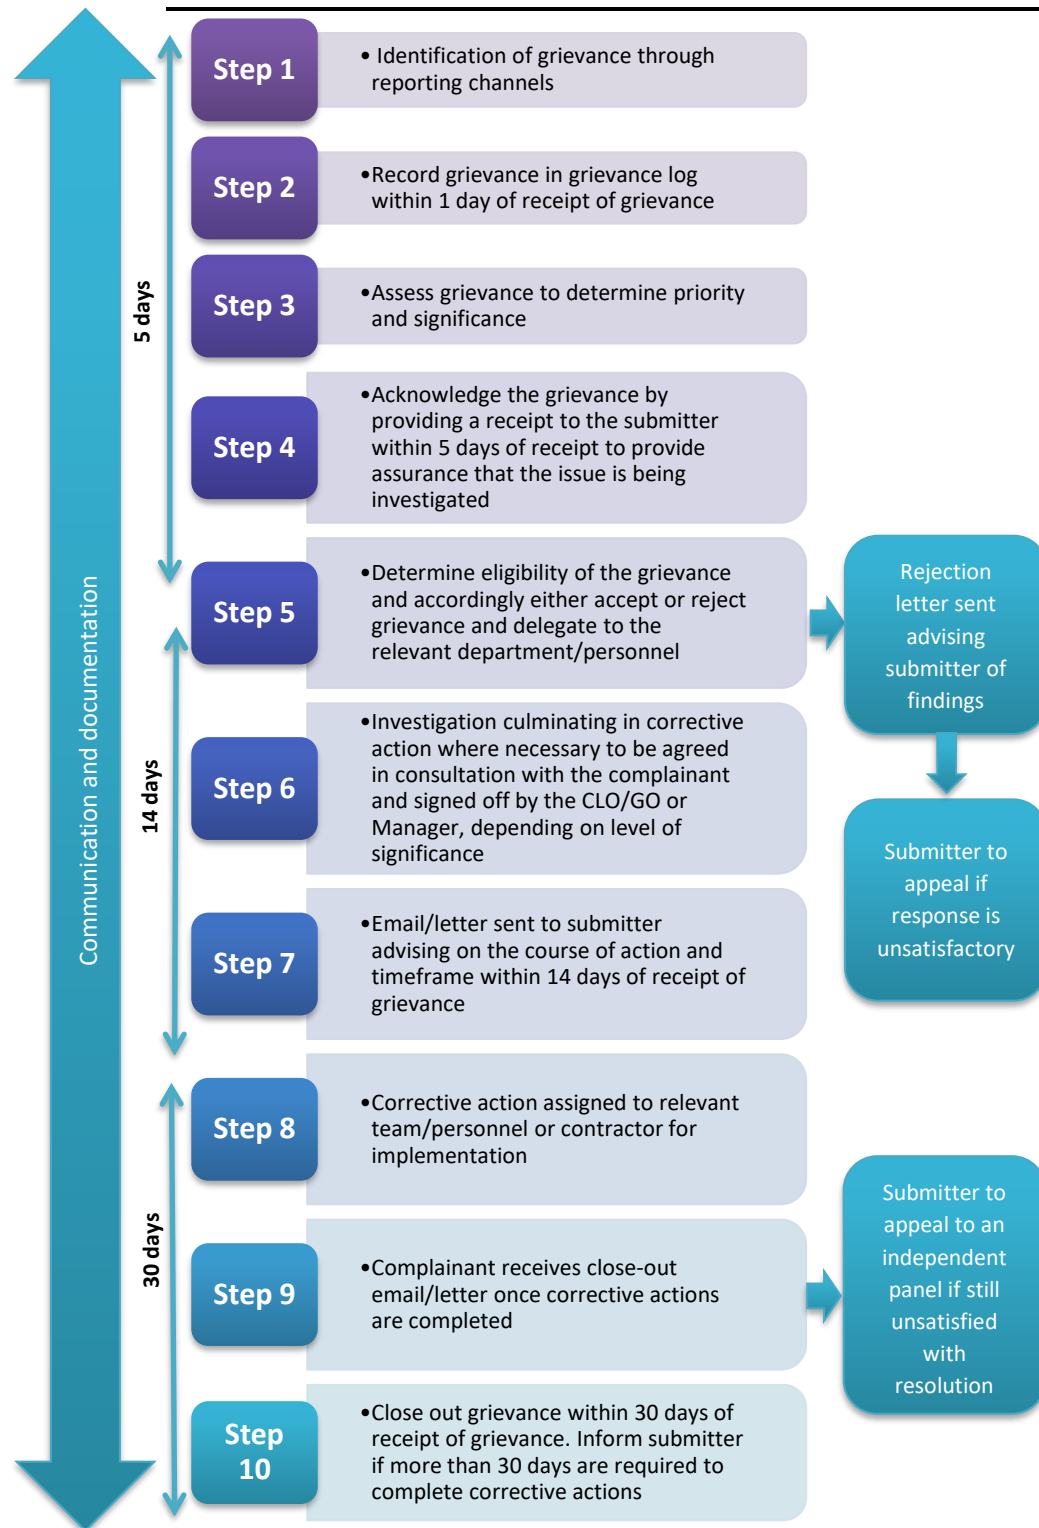 Communication and documentation
5 days
14 days
30 days
Step 1
• Identification of grievance through
reporting channels
Step 2
•Record grievance in grievance log
within 1 day of receipt of grievance
Step 3
•Assess grievance to determine priority
and significance
Step 4
•Acknowledge the grievance by
providing a receipt to the submitter
within 5 days of receipt to provide
assurance that the issue is being
investigated
Step 5
•Determine eligibility of the grievance
and accordingly either accept or reject
grievance and delegate to the
relevant department/personnel
Rejection
letter sent
advising
submitter of
findings
Submitter to
appeal if
response is
unsatisfactory
Step 6
•Investigation culminating in corrective
action where necessary to be agreed
in consultation with the complainant
and signed off by the CLO/GO or
Manager, depending on level of
significance
Step 7
•Email/letter sent to submitter
advising on the course of action and
timeframe within 14 days of receipt of
grievance
Step 8
•Corrective action assigned to relevant
team/personnel or contractor for
implementation
Step 9
•Complainant receives close-out
email/letter once corrective actions
are completed
Submitter to
appeal to an
independent
panel if still
unsatisfied
with
resolution
Step
10
•Close out grievance within 30 days of
receipt of grievance. Inform submitter
if more than 30 days are required to
complete corrective actions